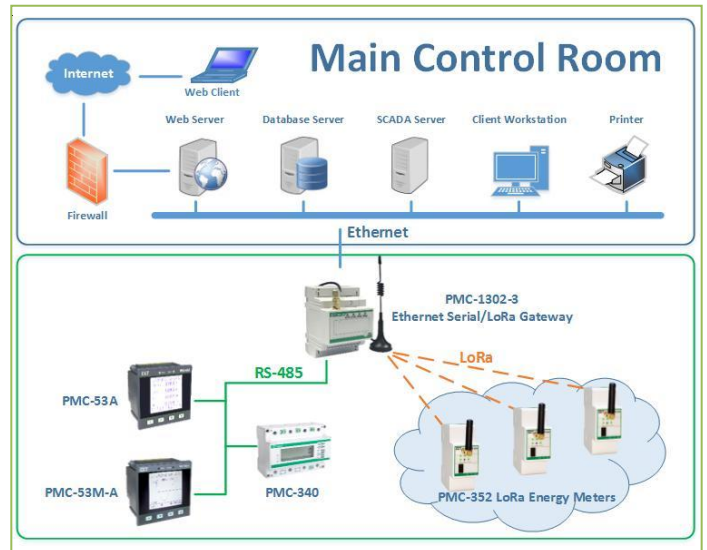 Main Control Room
Internet
Web Client
Web Server
Database Server
SCADA Server
Client Workstation
Printer
Firewall
Ethernet
PMC-1302-3
Ethernet Serial/LoRa Gateway
LoRa
RS-485
PMC-53A
PMC-53M-A
PMC-340
PMC-352 LoRa Energy Meters